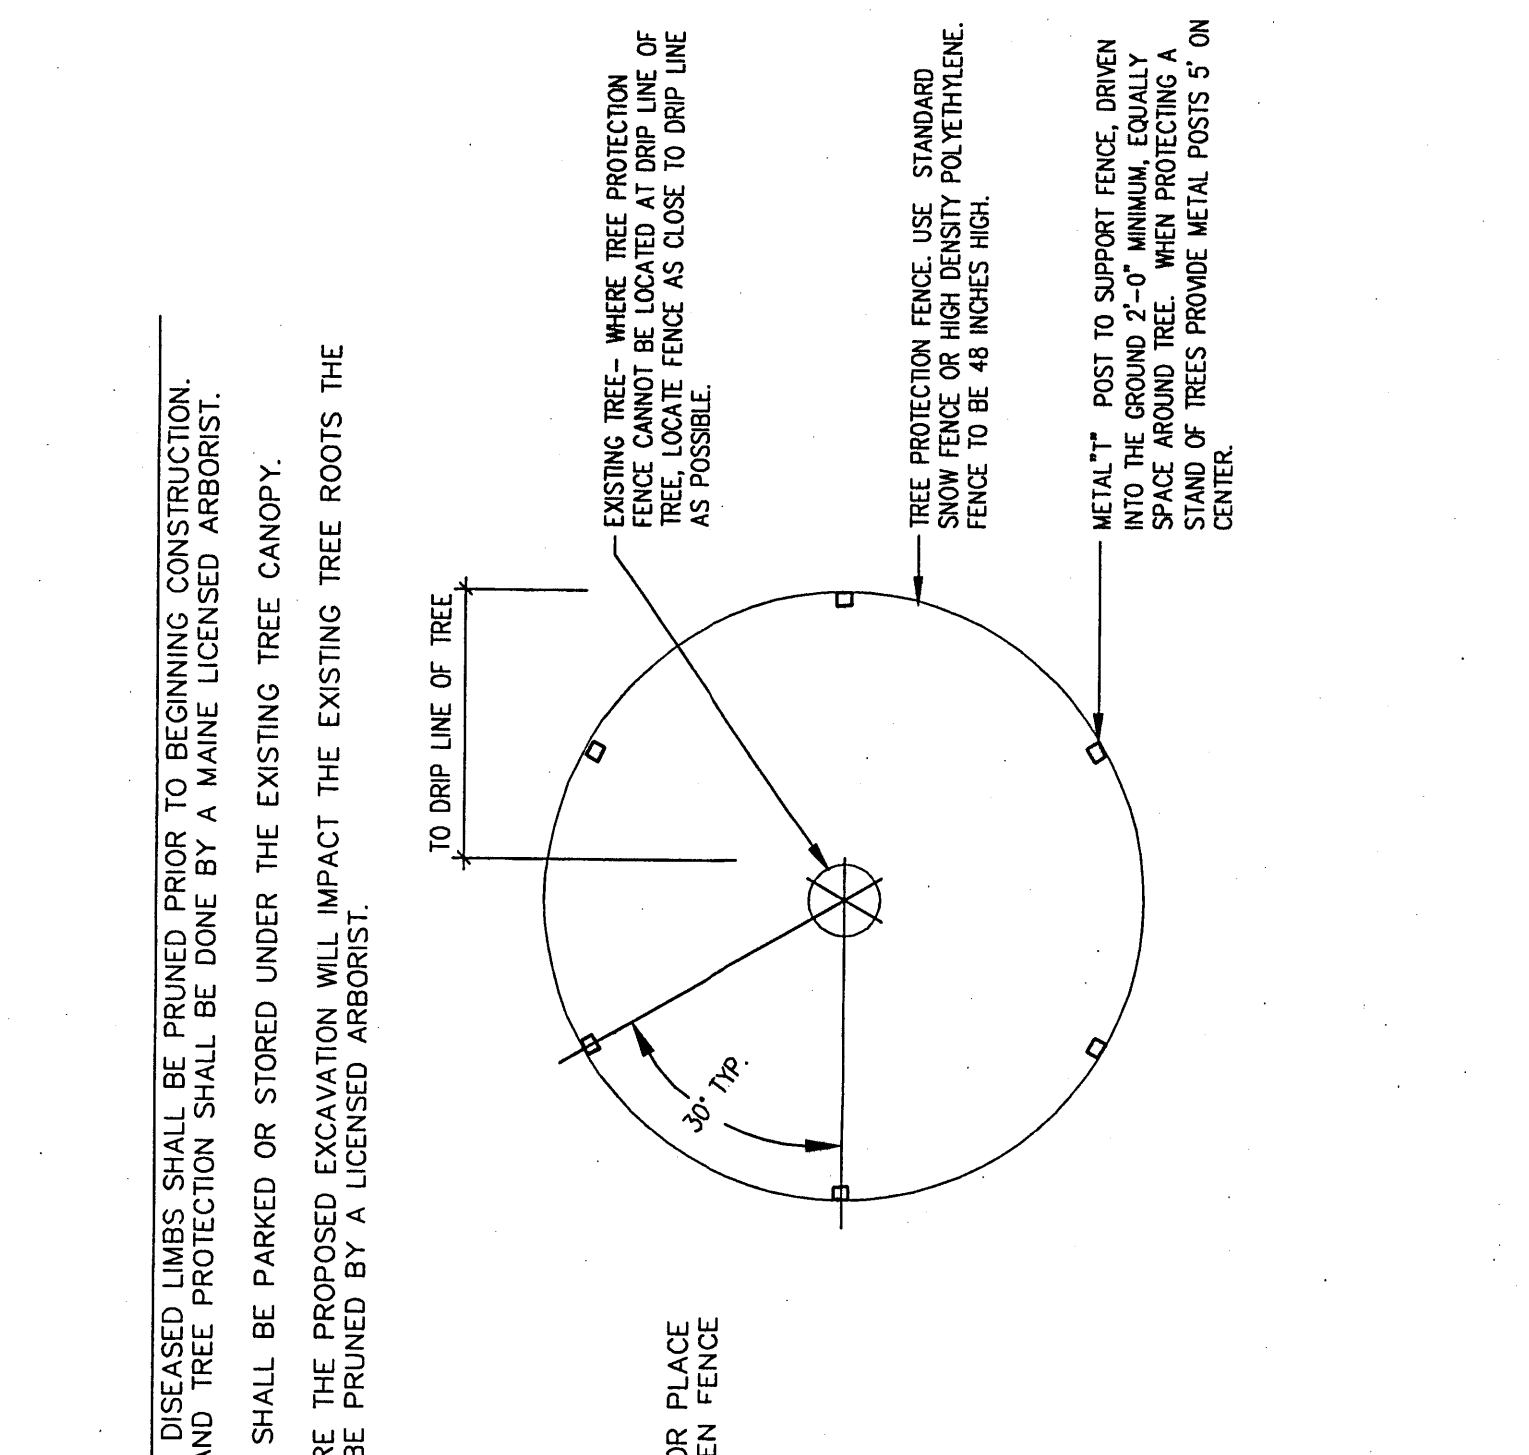 DISEASED LIMBS SHALL BE PRUNED PRIOR TO BEGINNING CONSTRUCTION.
AND TREE PROTECTION SHALL BE DONE BY A MAINE LICENSED ARBORIST.
SHALL BE PARKED OR STORED UNDER THE EXISTING TREE CANOPY.
RE THE PROPOSED EXCAVATION WILL IMPACT THE EXISTING TREE ROOTS THE
BE PRUNED BY A LICENSED ARBORIST.
TO DRIP LINE OF TREE
EXISTING TREE- WHERE TREE PROTECTION
FENCE CANNOT BE LOCATED AT DRIP LINE OF
TREE, LOCATE FENCE AS CLOSE TO DRIP LINE
AS POSSIBLE.
30° TYP.
OR PLACE
EN FENCE
TREE PROTECTION FENCE. USE STANDARD
SNOW FENCE OR HIGH DENSITY POLYETHYLENE.
FENCE TO BE 48 INCHES HIGH.
METAL"T" POST TO SUPPORT FENCE, DRIVEN
INTO THE GROUND 2'-0" MINIMUM, EQUALLY
SPACE AROUND TREE. WHEN PROTECTING A
STAND OF TREES PROVIDE METAL POSTS 5' ON
CENTER.